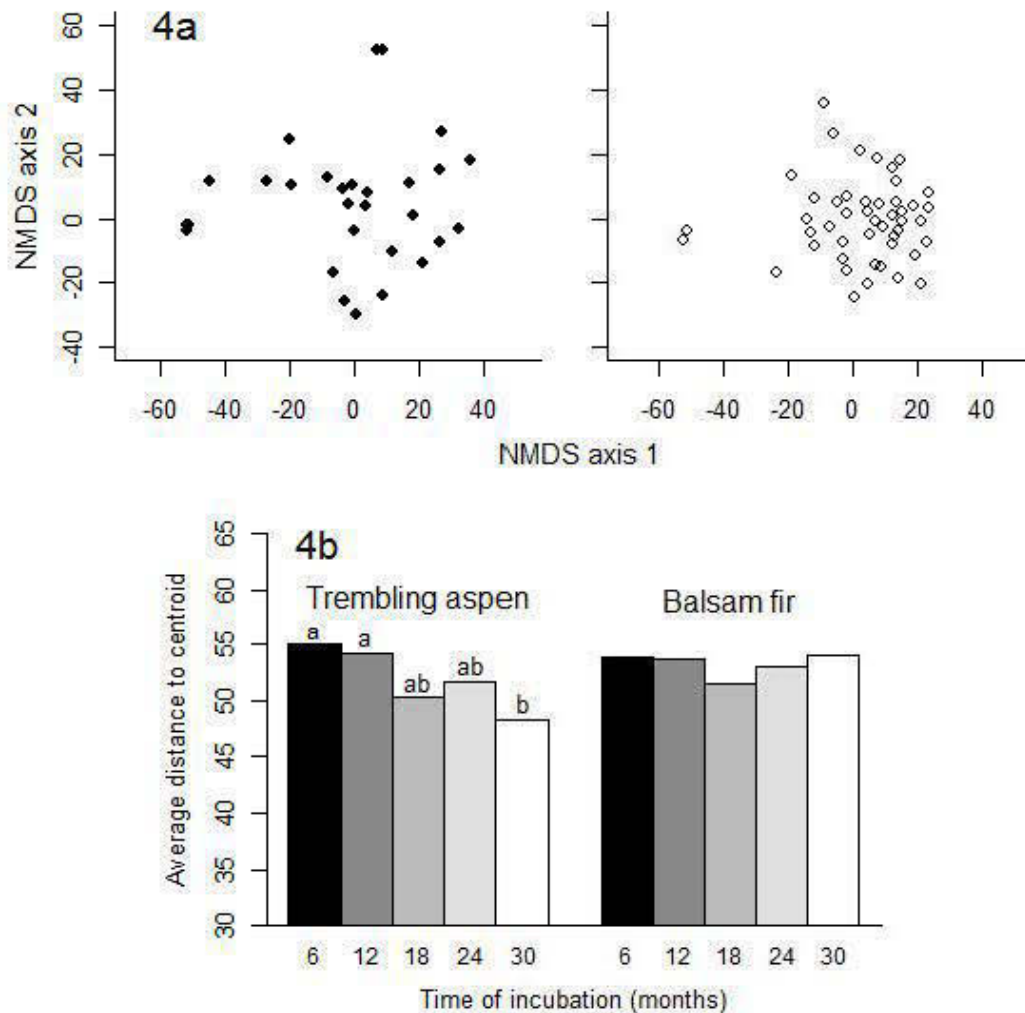 4a
60
40
20
0
-20
-40
NMDS axis 2
-60 -40 -20 0 20 40
-60 -40 -20 0 20 40
NMDS axis 1
4b
65
60
55
50
45
40
35
30
Average distance to centroid
Trembling aspen
Balsam fir
a a ab ab b
6 12 18 24 30
6 12 18 24 30
Time of incubation (months)